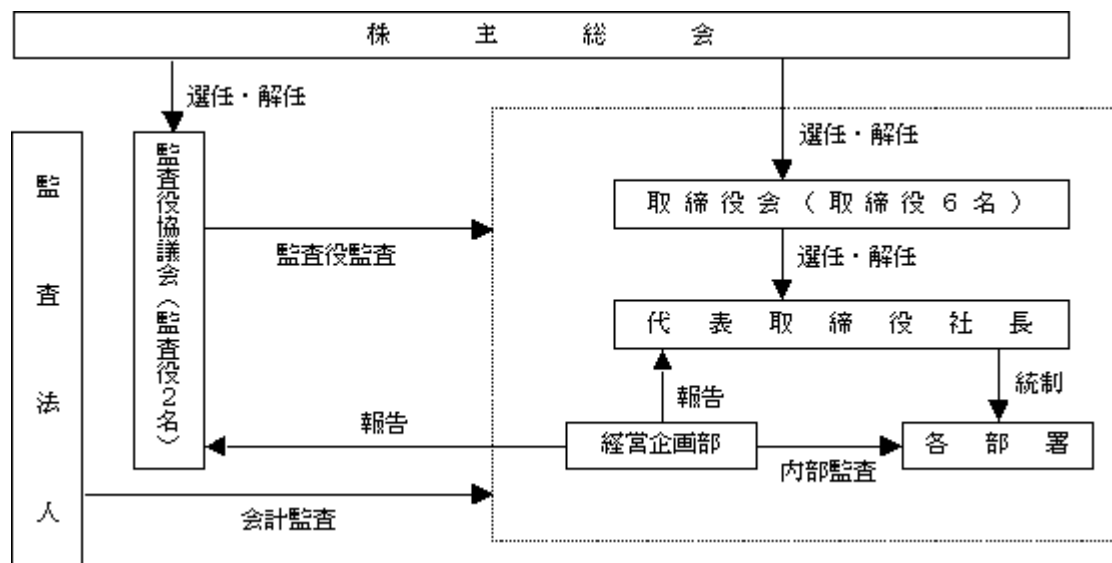 株主総会
選任・解任
選任・解任
監査法人
監査役協議会（監査役２名）
取締役会（取締役６名）
監査役監査
選任・解任
代表取締役社長
報告
統制
報告
経営企画部
各部署
内部監査
会計監査